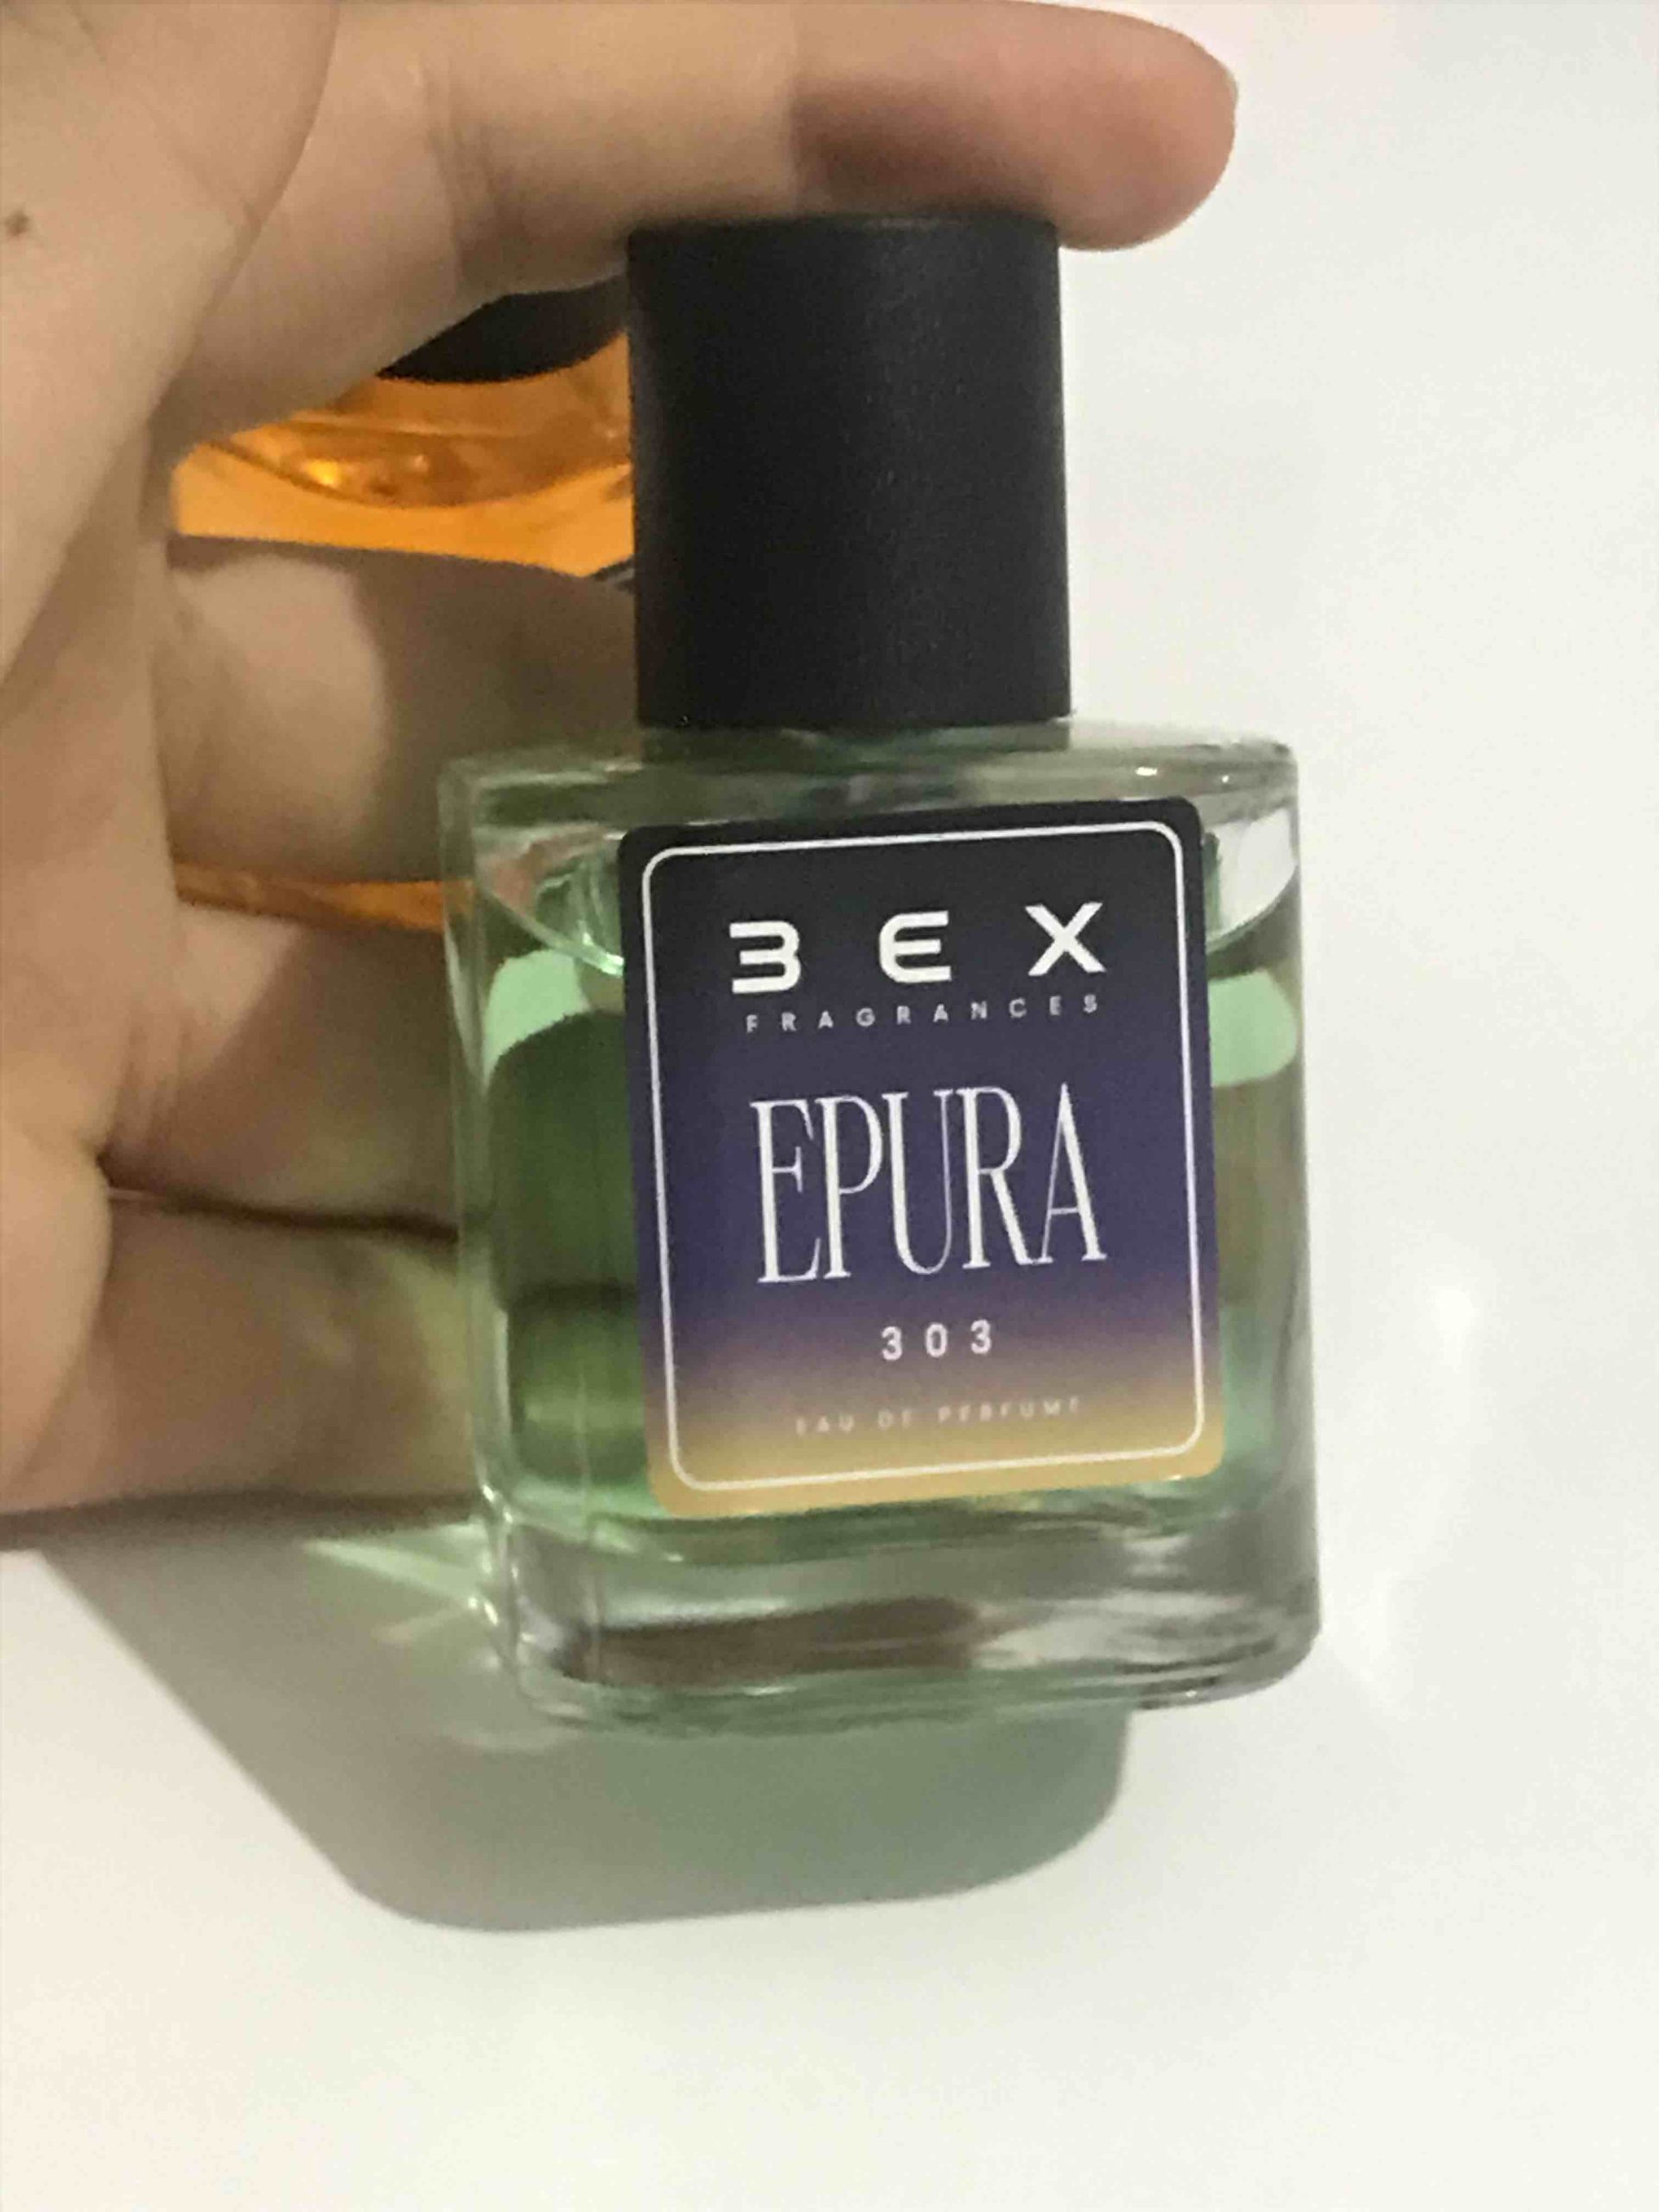 BEX
FRAGRANCES
EPURA
303
EAU DE PERFUME